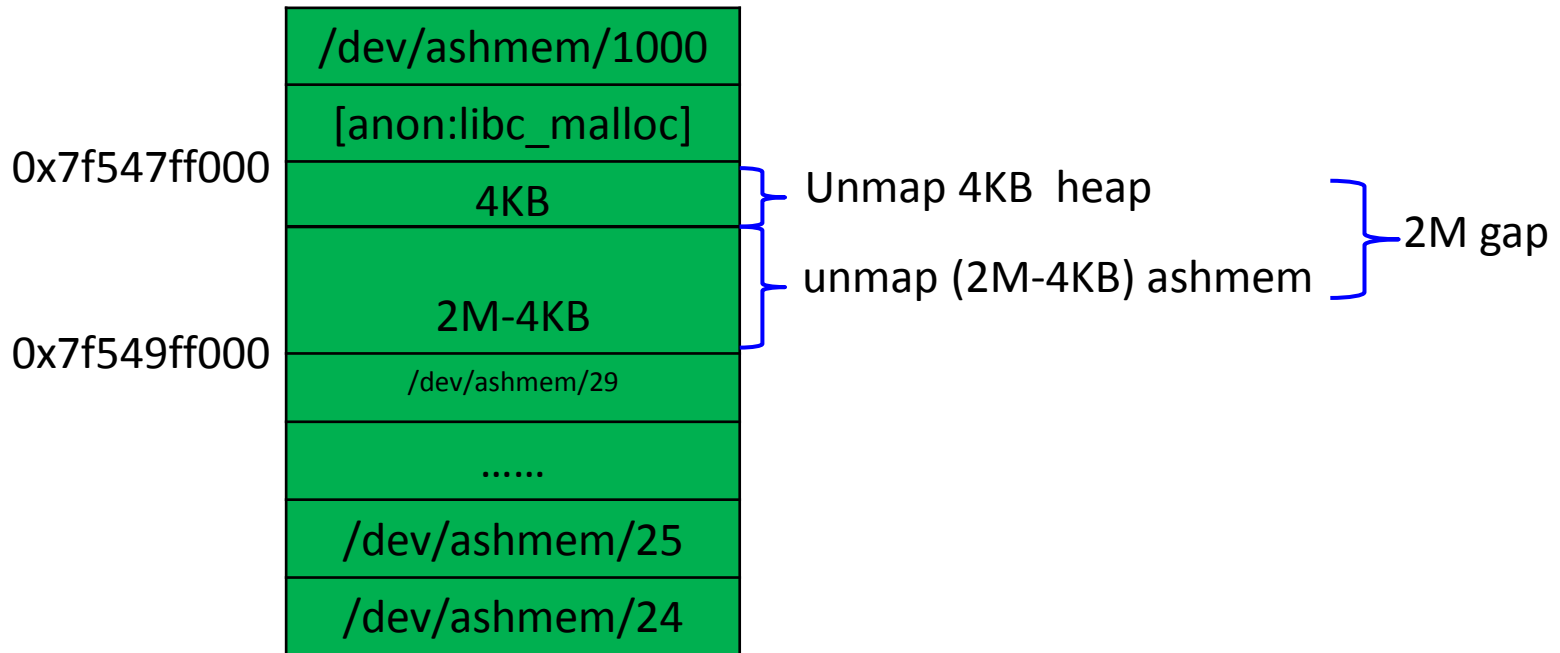 /dev/ashmem/1000
[anon:libc_malloc]
0x7f547ff000
4KB
Unmap 4KB heap
2M gap
unmap (2M-4KB) ashmem
2M-4KB
0x7f549ff000
/dev/ashmem/29
......
/dev/ashmem/25
/dev/ashmem/24